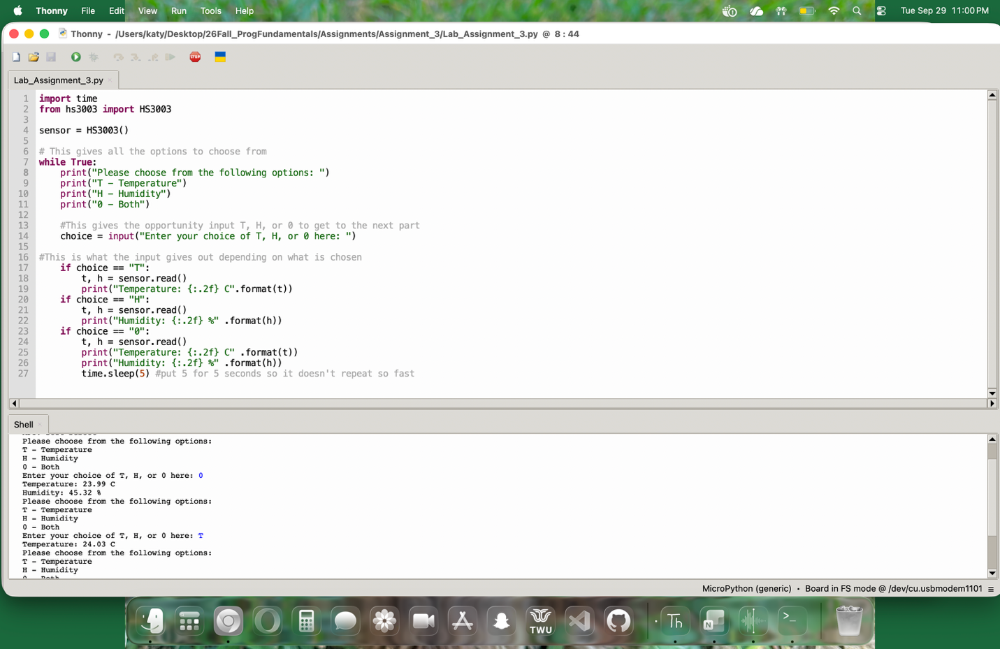 Thonny File Edit View Run Tools Help Tue Sep 29 11:00 PM
Thonny - /Users/katy/Desktop/26Fall_ProgFundamentals/Assignments/Assignment_3/Lab_Assignment_3.py @ 8 : 44
STOP
Lab_Assignment_3.py
1 import time
2 from hs3003 import HS3003
3
4 sensor = HS3003()
5
6 # This gives all the options to choose from
7 while True:
8     print("Please choose from the following options: ")
9     print("T - Temperature")
10     print("H - Humidity")
11     print("0 - Both")
12
13     #This gives the opportunity input T, H, or 0 to get to the next part
14     choice = input("Enter your choice of T, H, or 0 here: ")
15
16 #This is what the input gives out depending on what is chosen
17     if choice == "T":
18         t, h = sensor.read()
19         print("Temperature: {:.2f} C".format(t))
20     if choice == "H":
21         t, h = sensor.read()
22         print("Humidity: {:.2f} %" .format(h))
23     if choice == "0":
24         t, h = sensor.read()
25         print("Temperature: {:.2f} C" .format(t))
26         print("Humidity: {:.2f} %" .format(h))
27         time.sleep(5) #put 5 for 5 seconds so it doesn't repeat so fast
Shell
Please choose from the following options:
T - Temperature
H - Humidity
0 - Both
Enter your choice of T, H, or 0 here: 0
Temperature: 23.99 C
Humidity: 45.32 %
Please choose from the following options:
T - Temperature
H - Humidity
0 - Both
Enter your choice of T, H, or 0 here: T
Temperature: 24.03 C
Please choose from the following options:
T - Temperature
H - Humidity
0 - Both
MicroPython (generic) • Board in FS mode @ /dev/cu.usbmodem1101 ≡
TWU Th N >_